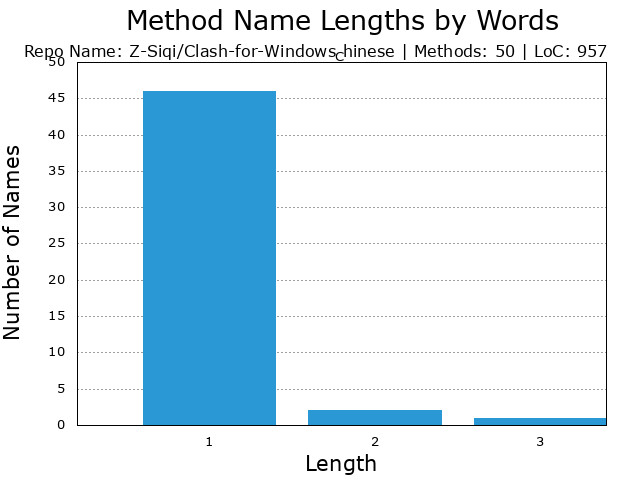 Method Name Lengths by Words
Repo Name: Z-Siqi/Clash-for-Windowschinese | Methods: 50 | LoC: 957
50
45
40
35
30
25
20
15
10
5
0
Number of Names
1 2 3
Length